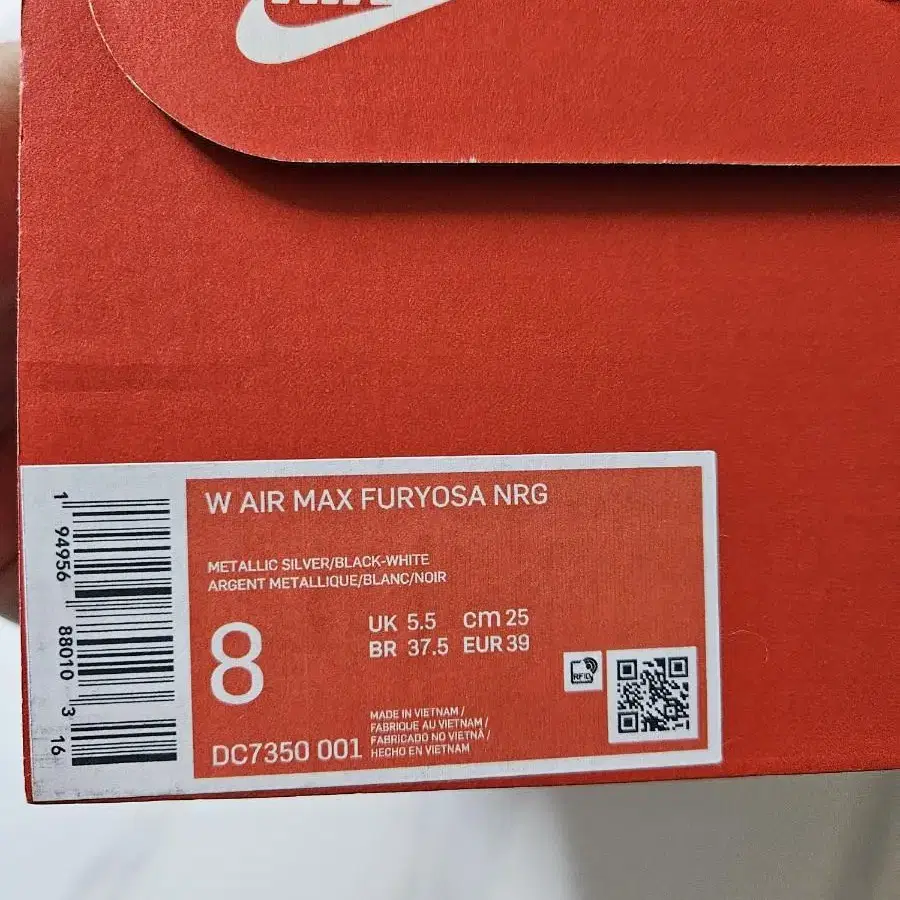 W AIR MAX FURYOSA NRG
METALLIC SILVER/BLACK-WHITE
ARGENT METALLIQUE/BLANC/NOIR
8
UK 5.5 cm 25
BR 37.5 EUR 39
RFID
MADE IN VIETNAM /
FABRIQUE AU VIETNAM /
FABRICADO NO VIETNÃ /
HECHO EN VIETNAM
DC7350 001
1 94956 88010 3 16